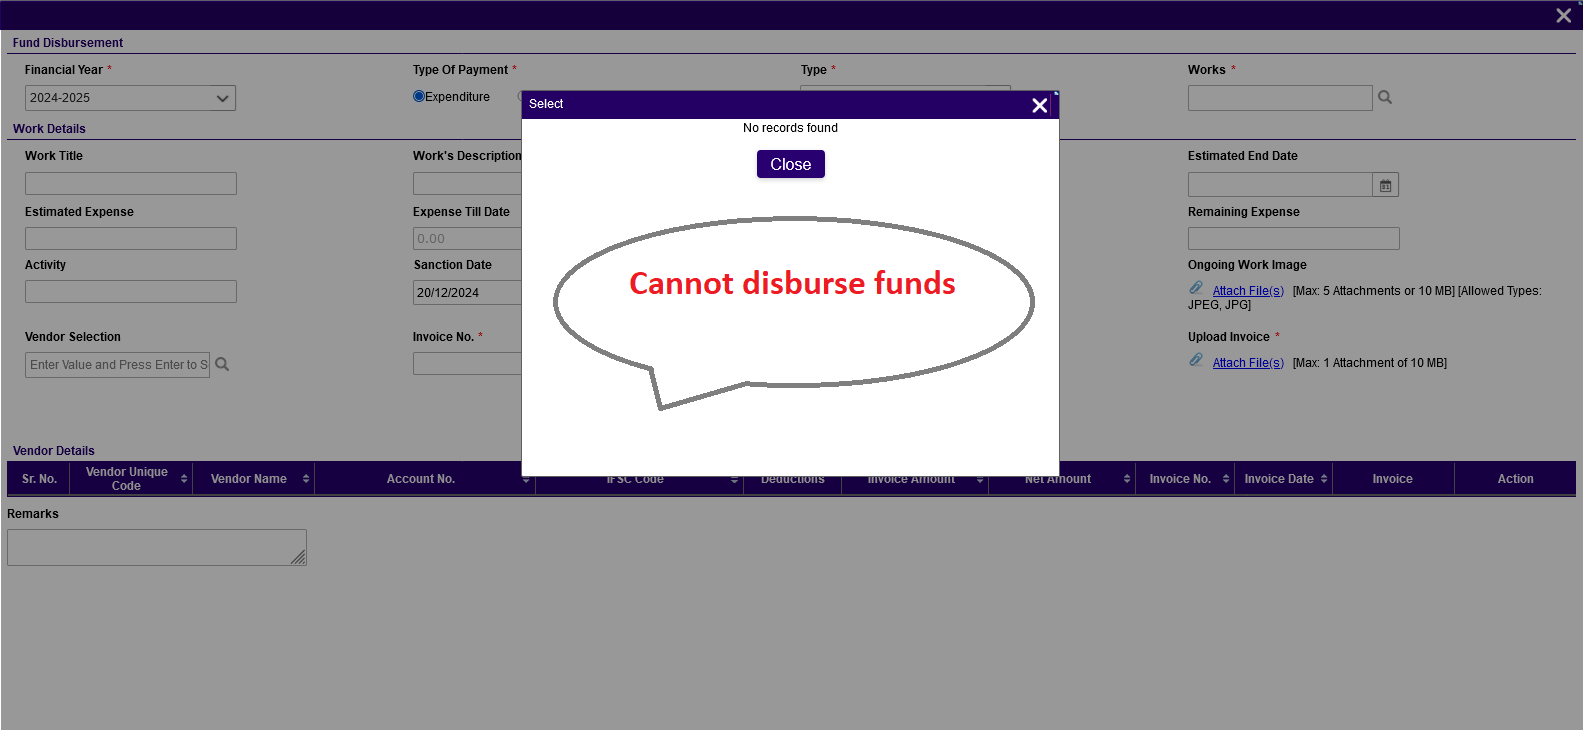 Fund Disbursement
Financial Year *
Type Of Payment *
Type *
Works *
2024-2025
Expenditure
Select
No records found
Close
Work Details
Work Title
Work's Description
Estimated End Date
Estimated Expense
Expense Till Date
Remaining Expense
0.00
Cannot disburse funds
Activity
Sanction Date
Ongoing Work Image
20/12/2024
Attach File(s) [Max: 5 Attachments or 10 MB] [Allowed Types:
JPEG, JPG]
Vendor Selection
Invoice No. *
Upload Invoice *
Enter Value and Press Enter to S
Attach File(s) [Max: 1 Attachment of 10 MB]
Vendor Details
Sr. No.
Vendor Unique
Code
Vendor Name
Account No.
IFSC Code
Deductions
Invoice Amount
Net Amount
Invoice No.
Invoice Date
Invoice
Action
Remarks